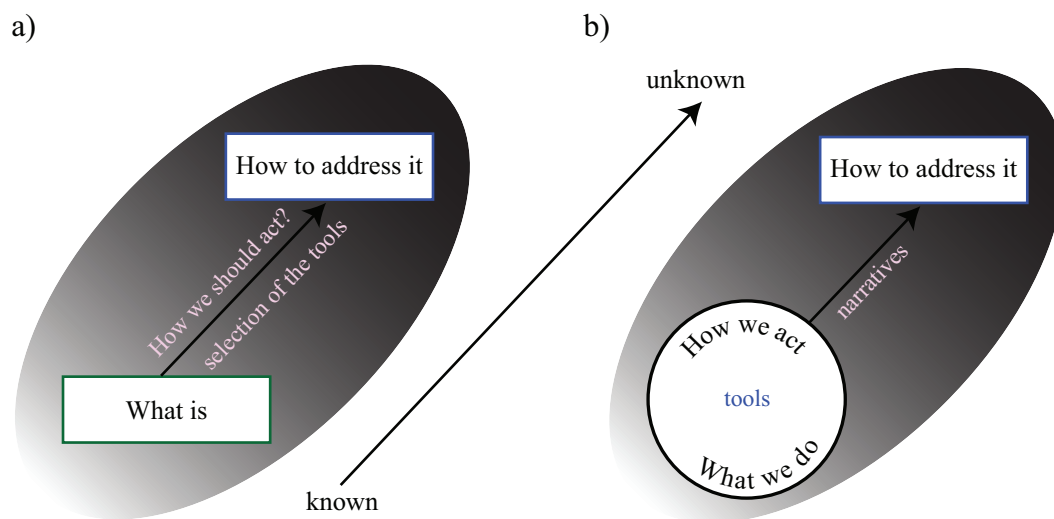 a)
How to address it
How we should act?
selection of the tools
What is
unknown
known
b)
How to address it
narratives
How we act
tools
What we do